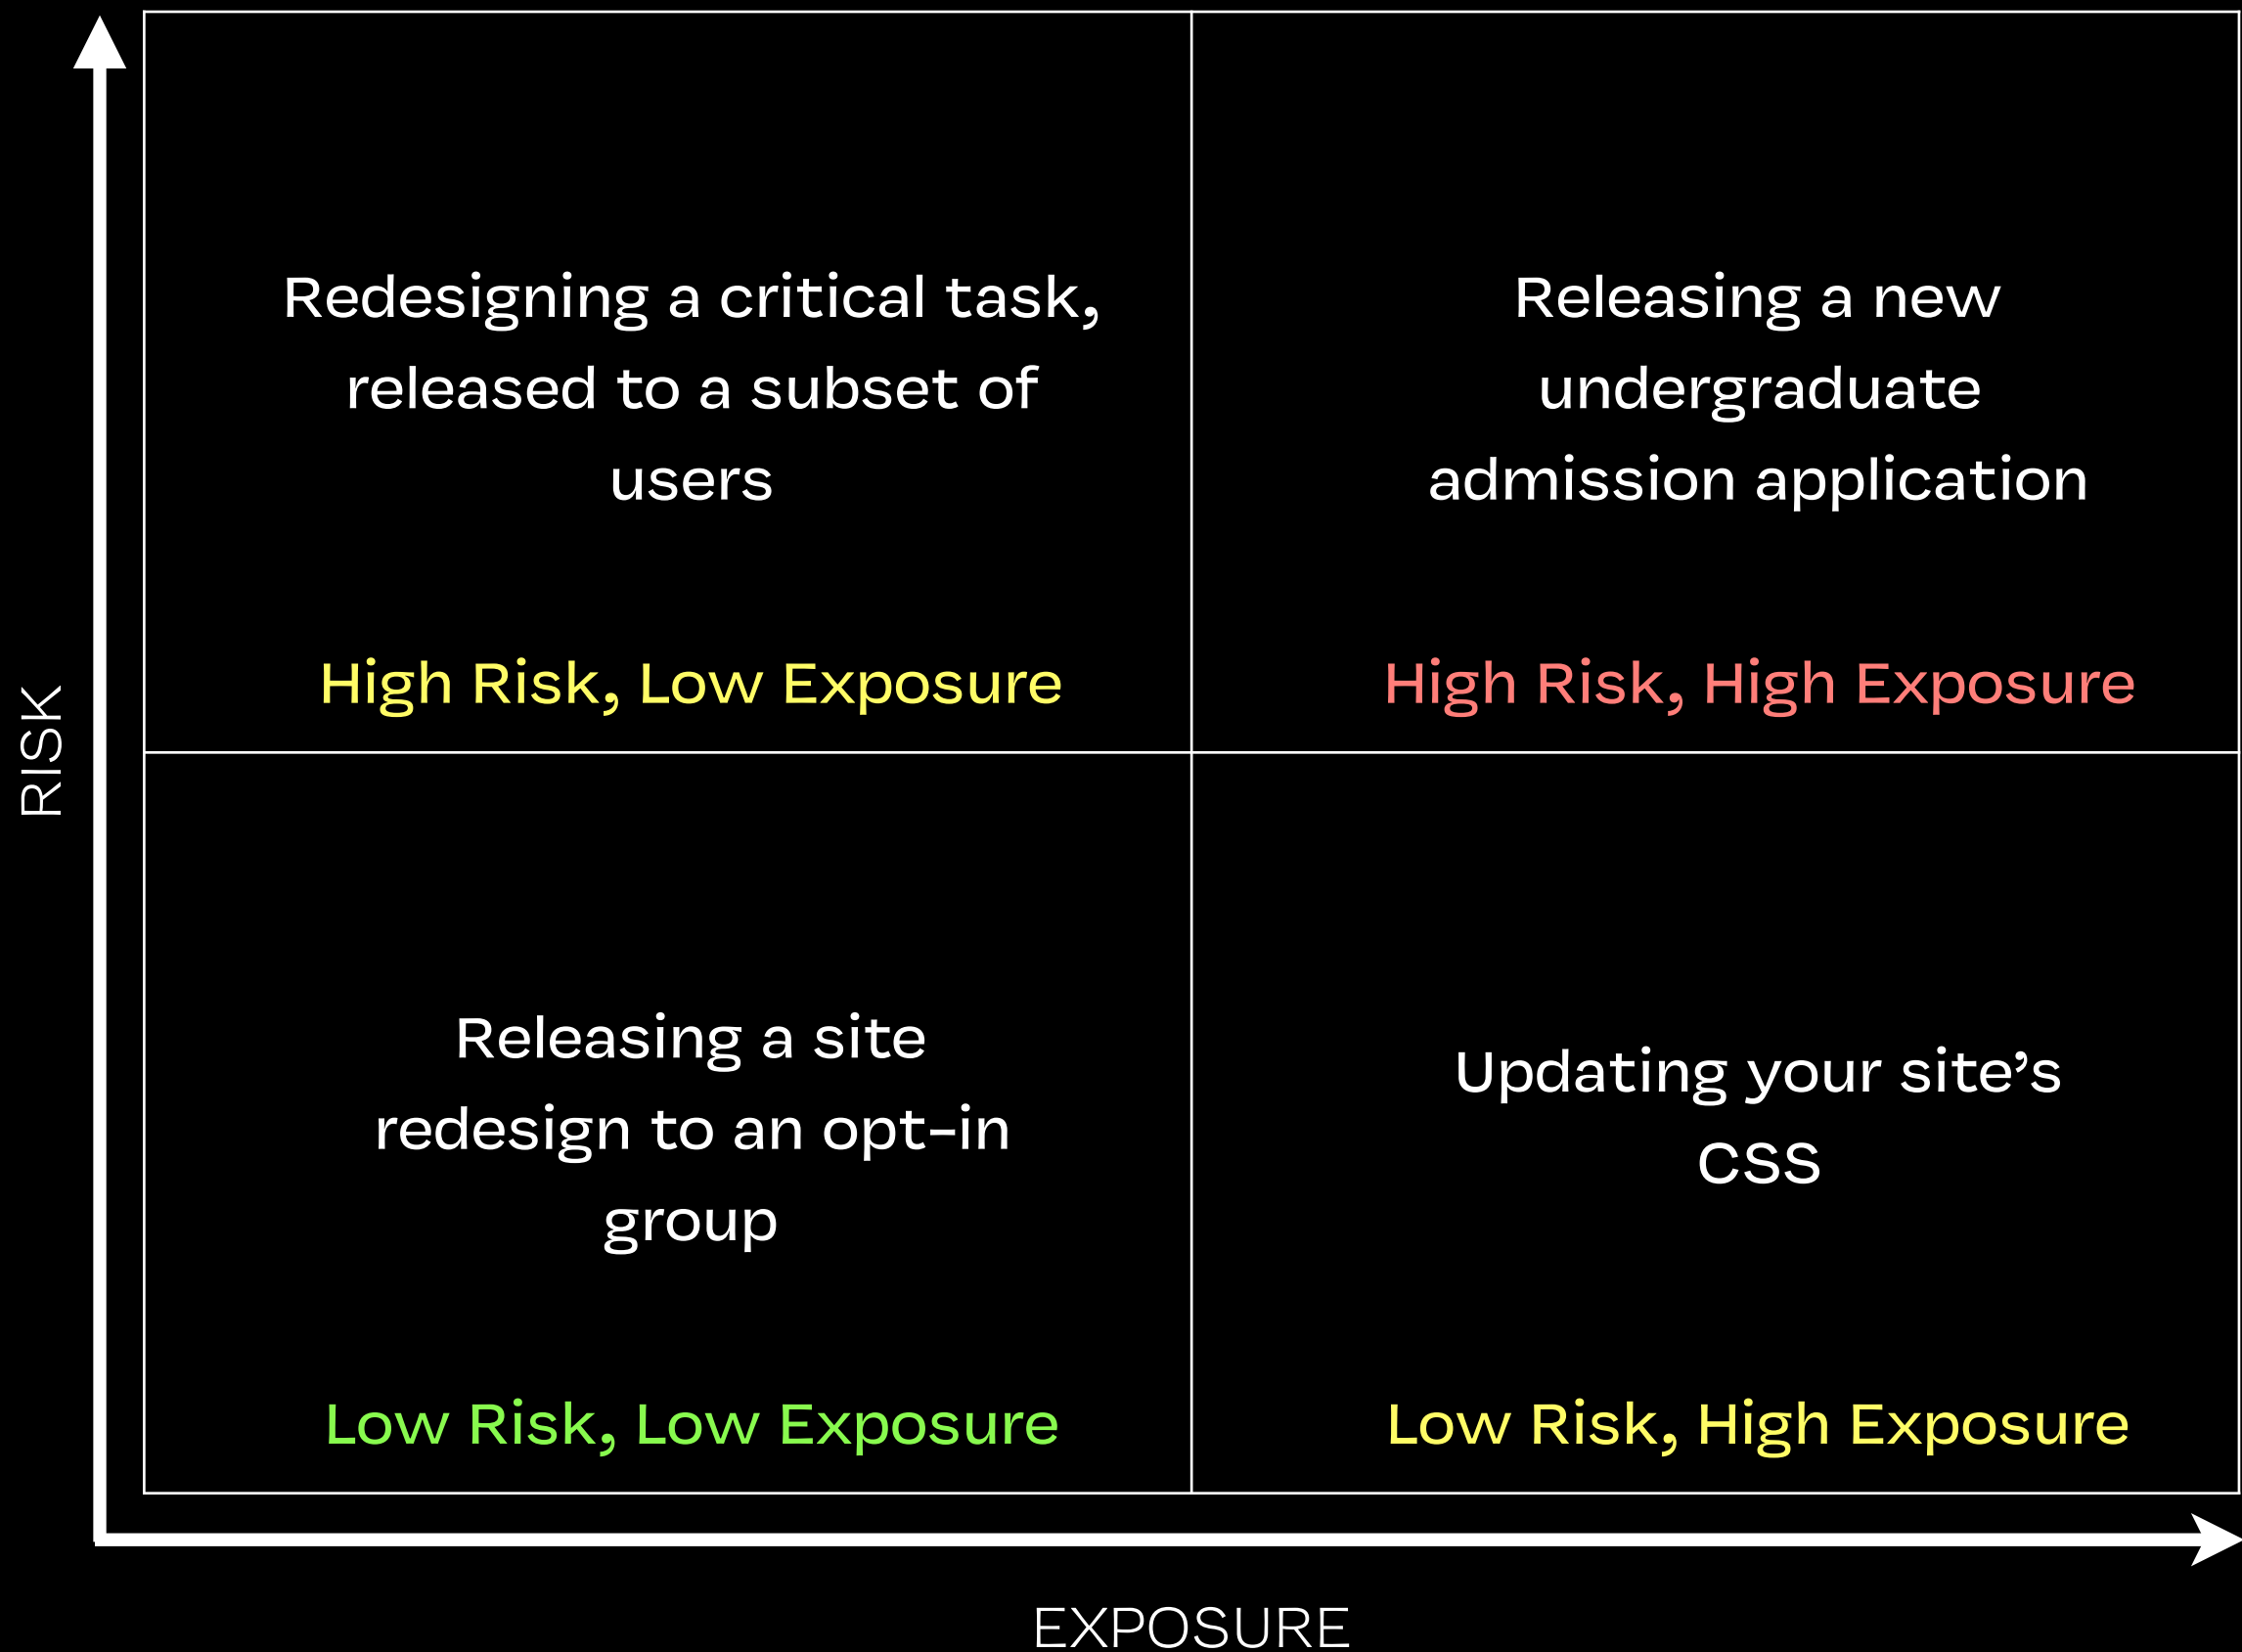 Redesigning a critical task,
released to a subset of
users
High Risk, Low Exposure
Releasing a new
undergraduate
admission application
High Risk, High Exposure
RISK
Releasing a site
redesign to an opt-in
group
Low Risk, Low Exposure
Updating your site’s
CSS
Low Risk, High Exposure
EXPOSURE